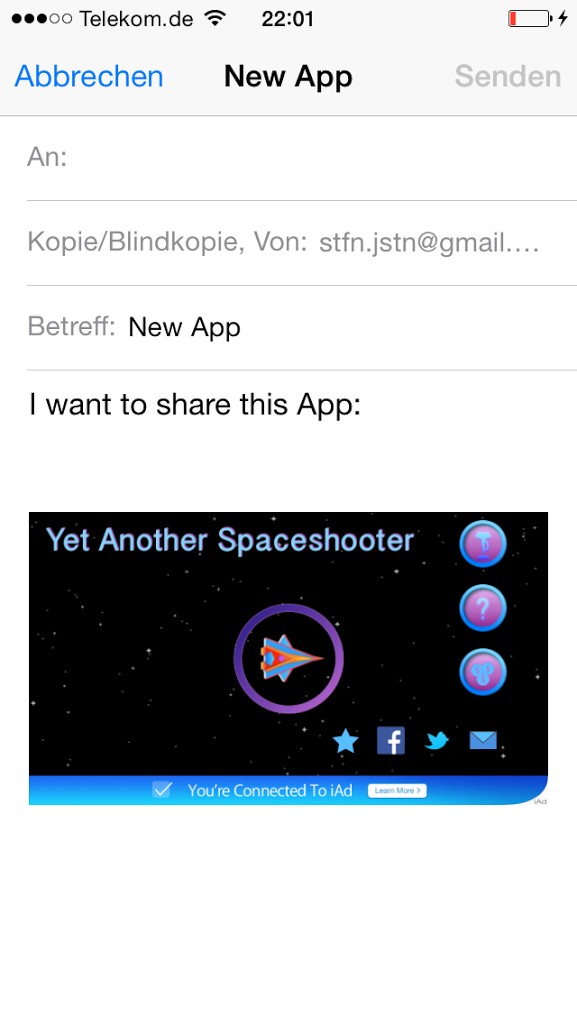 Telekom.de 22:01
Abbrechen New App Senden
An:
Kopie/Blindkopie, Von: stfn.jstn@gmail....
Betreff: New App
I want to share this App:
Yet Another Spaceshooter
?
f
You're Connected To iAd Learn More >
iAd